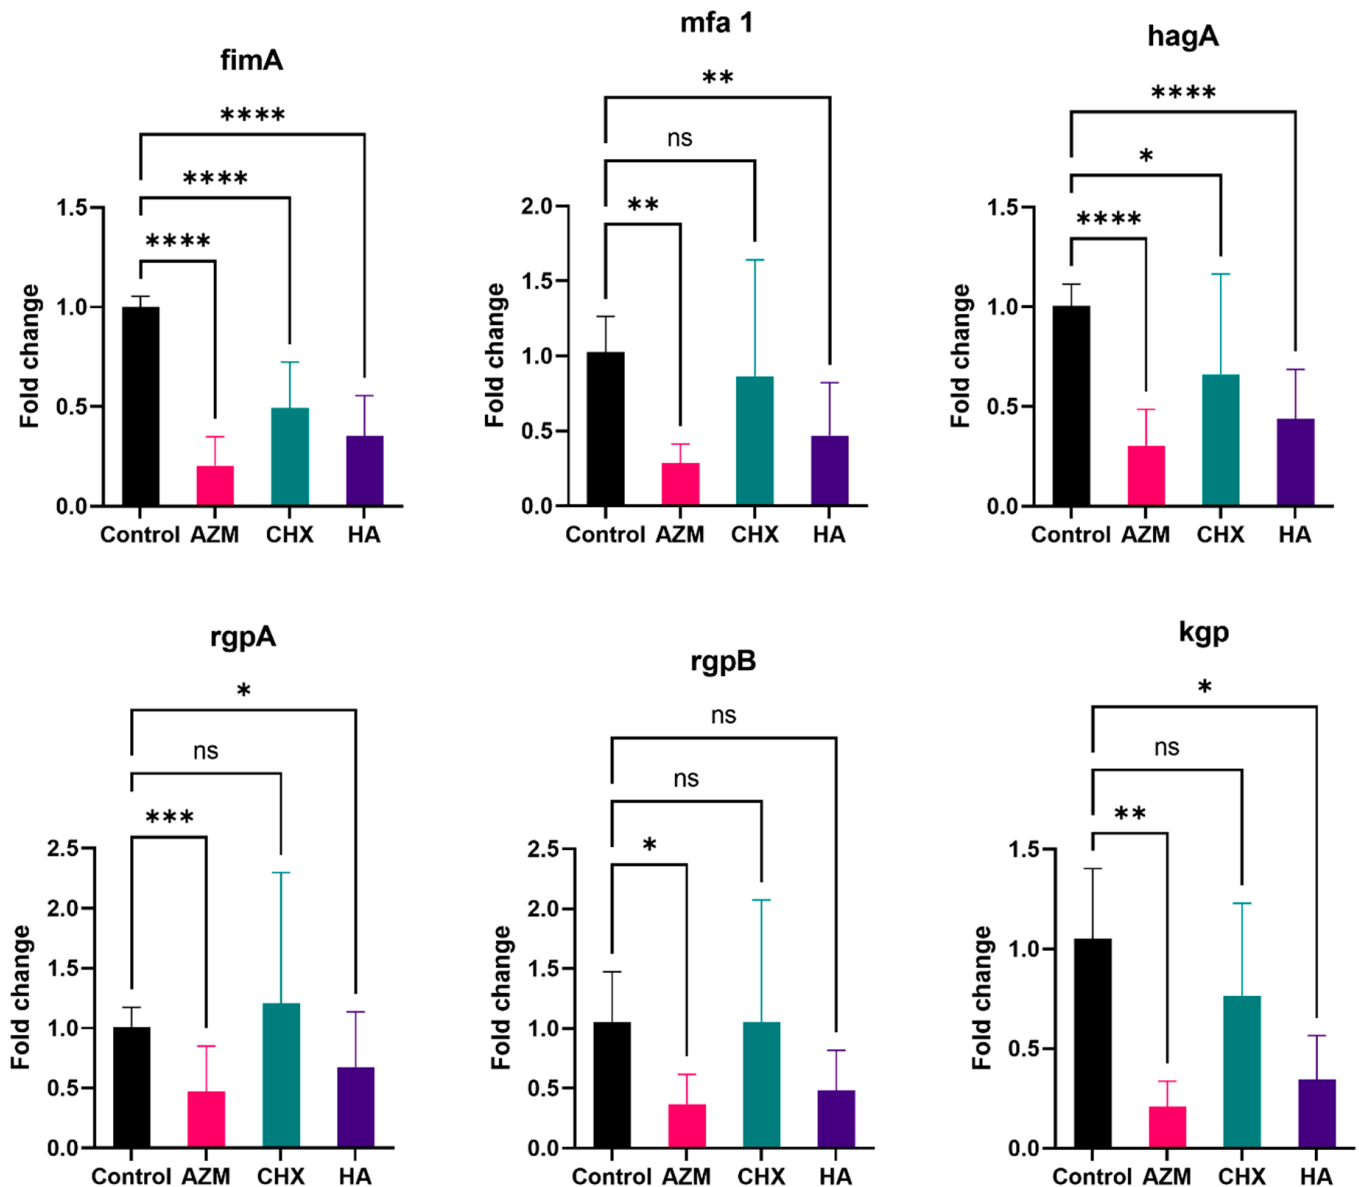 fimA
****
****
****
1.5
1.0
0.5
0.0
Fold change
Control AZM CHX HA
mfa 1
**
ns
**
2.0
1.5
1.0
0.5
0.0
Fold change
Control AZM CHX HA
hagA
****
*
****
1.5
1.0
0.5
0.0
Fold change
Control AZM CHX HA
rgpA
*
ns
***
2.5
2.0
1.5
1.0
0.5
0.0
Fold change
Control AZM CHX HA
rgpB
ns
ns
*
2.5
2.0
1.5
1.0
0.5
0.0
Fold change
Control AZM CHX HA
kgp
*
ns
**
1.5
1.0
0.5
0.0
Fold change
Control AZM CHX HA